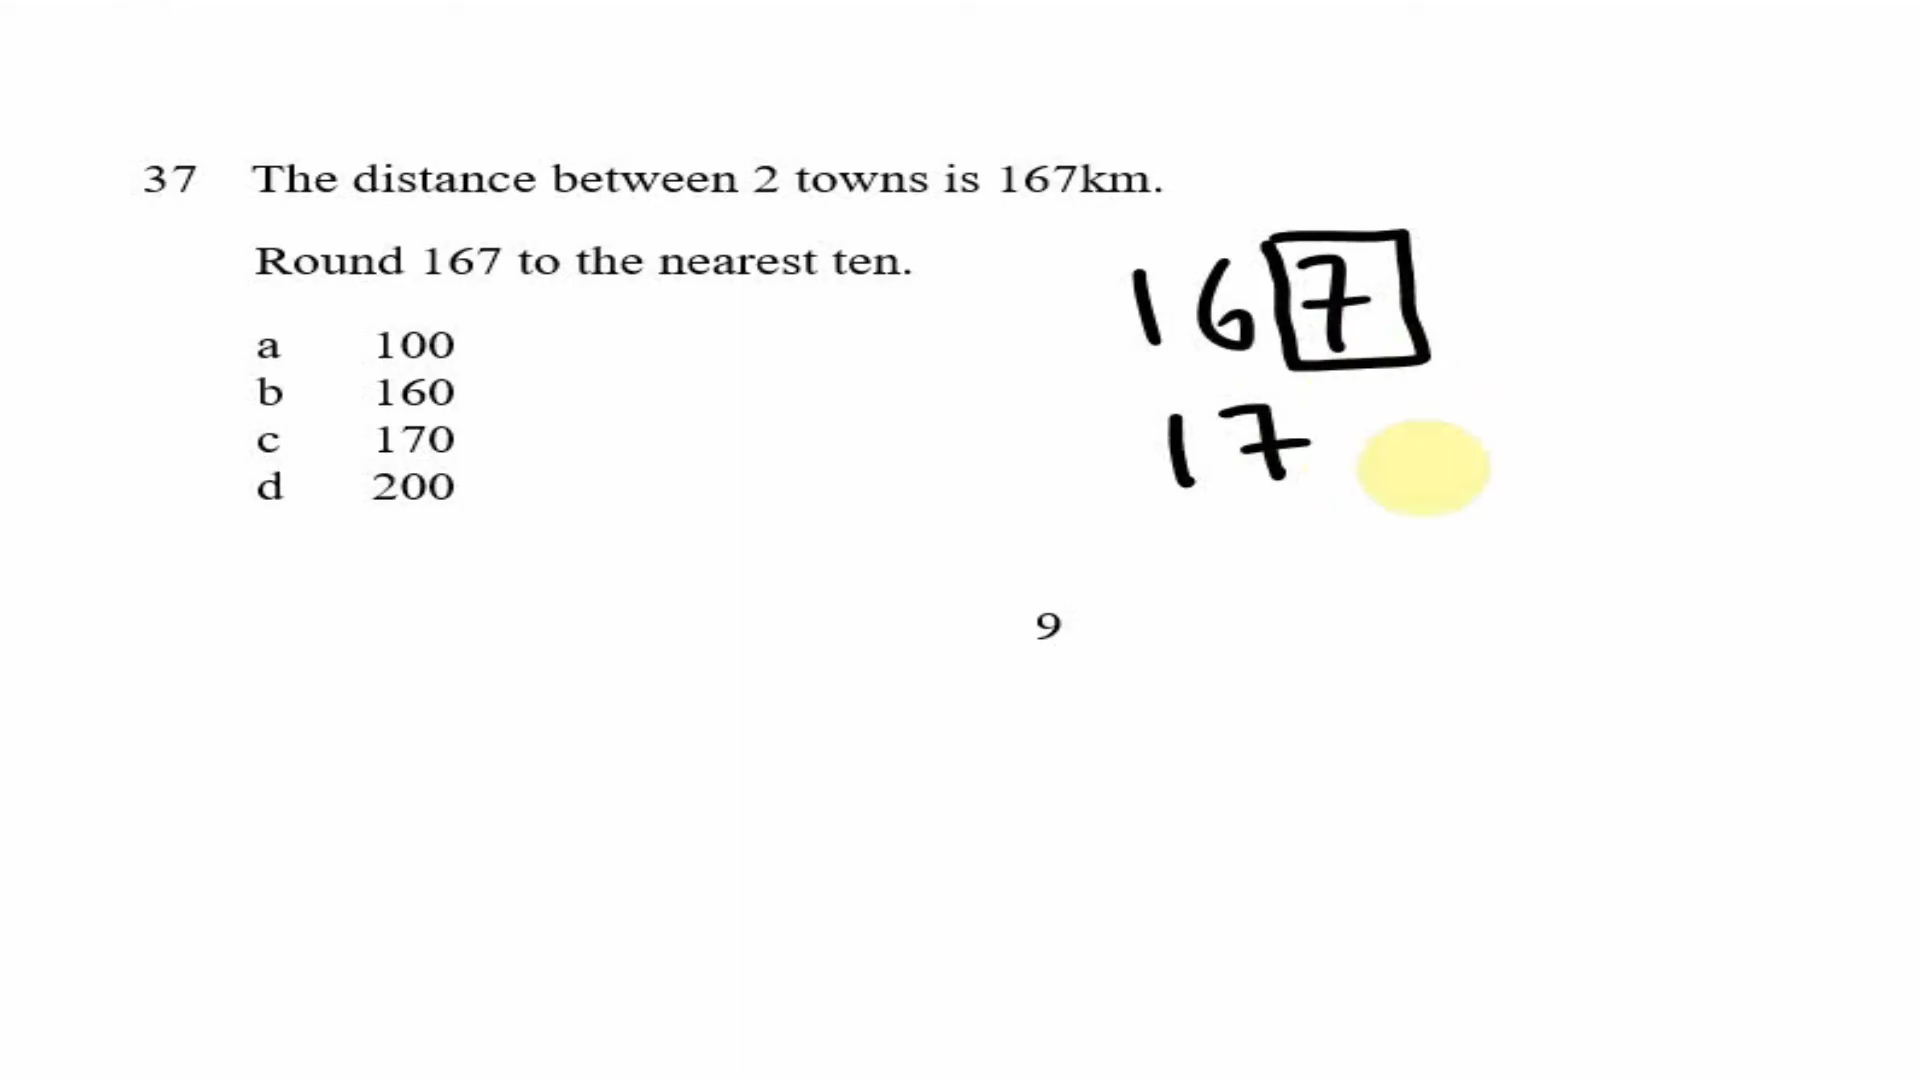 37 The distance between 2 towns is 167km.
Round 167 to the nearest ten.
a 100
b 160
c 170
d 200
167
17
9